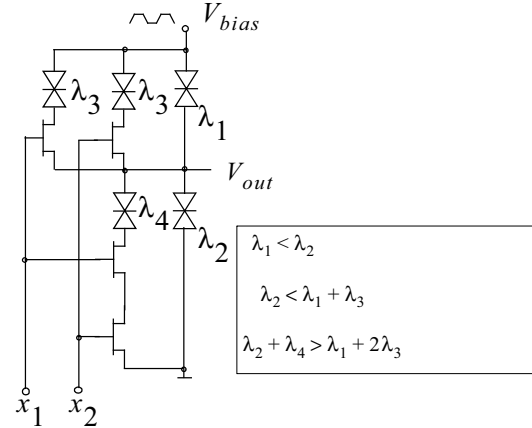 V_bias
λ₃ λ₃ λ₁
V_out
λ₄ λ₂
λ₁ < λ₂
λ₂ < λ₁ + λ₃
λ₂ + λ₄ > λ₁ + 2λ₃
x₁ x₂